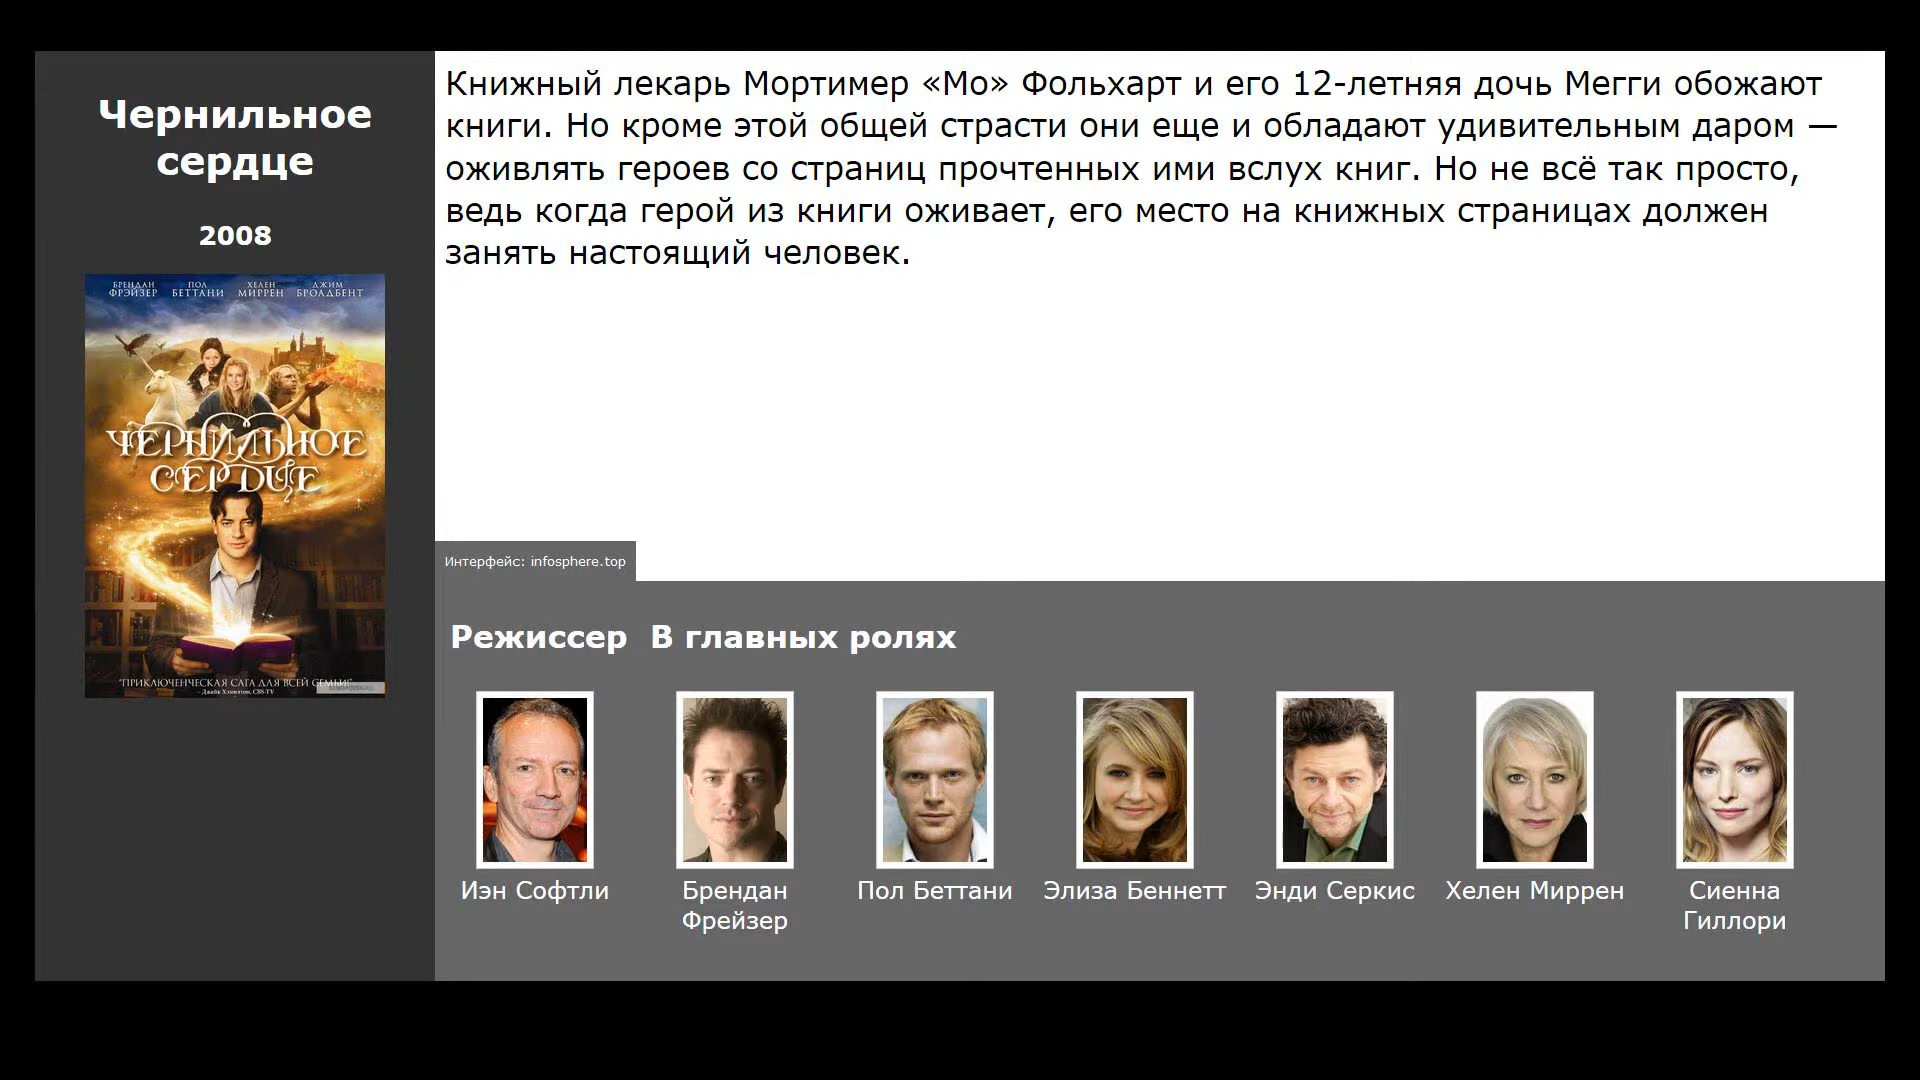 Чернильное
сердце
2008
БРЕНДАН ФРЭЙЗЕР ПОЛ БЕТТАНИ ХЕЛЕН МИРРЕН ДЖИМ БРОАДБЕНТ
ЧЕРНИЛЬНОЕ
СЕРДЦЕ
"ПРИКЛЮЧЕНЧЕСКАЯ САГА ДЛЯ ВСЕЙ СЕМЬИ!"
– Джейк Хэмилтон, CBS-TV
Книжный лекарь Мортимер «Мо» Фольхарт и его 12-летняя дочь Мегги обожают
книги. Но кроме этой общей страсти они еще и обладают удивительным даром —
оживлять героев со страниц прочтенных ими вслух книг. Но не всё так просто,
ведь когда герой из книги оживает, его место на книжных страницах должен
занять настоящий человек.
Интерфейс: infosphere.top
Режиссер В главных ролях
Иэн Софтли
Брендан
Фрейзер
Пол Беттани
Элиза Беннетт
Энди Серкис
Хелен Миррен
Сиенна
Гиллори